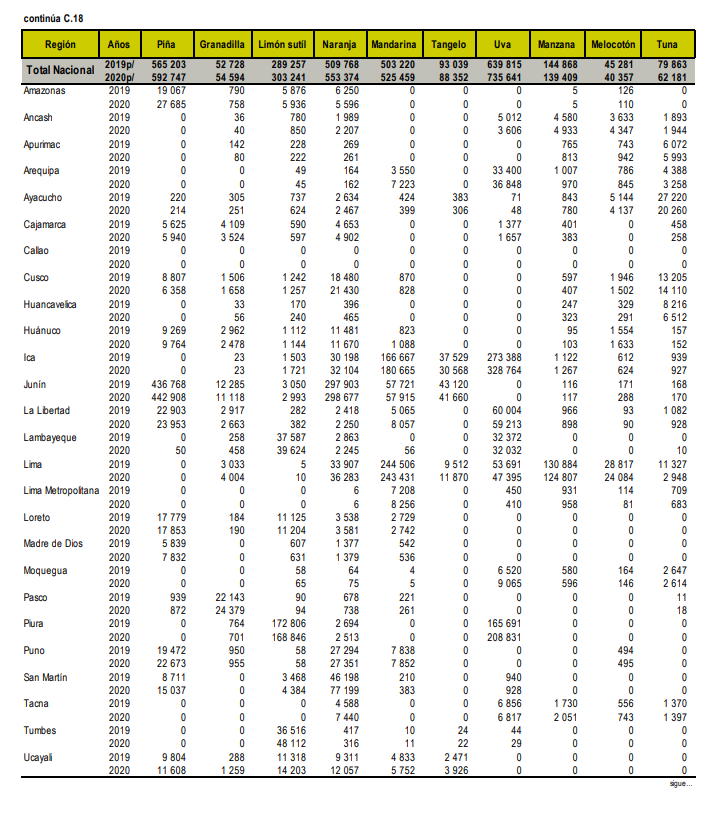 continúa C.18
Región Años Piña Granadilla Limón sutíl Naranja Mandarina Tangelo Uva Manzana Melocotón Tuna
Total Nacional 2019p/ 565 203 52 728 289 257 509 768 503 220 93 039 639 815 144 868 45 281 79 863
2020p/ 592 747 54 594 303 241 553 374 525 459 88 352 735 641 139 409 40 357 62 181
Amazonas 2019 19 067 790 5 876 6 250 0 0 0 5 126 0
2020 27 685 758 5 936 5 596 0 0 0 5 110 0
Ancash 2019 0 36 780 1 989 0 0 5 012 4 580 3 633 1 893
2020 0 40 850 2 207 0 0 3 606 4 933 4 347 1 944
Apurimac 2019 0 142 228 269 0 0 0 765 743 6 072
2020 0 80 222 261 0 0 0 813 942 5 993
Arequipa 2019 0 0 49 164 3 550 0 33 400 1 007 786 4 388
2020 0 0 45 162 7 223 0 36 848 970 845 3 258
Ayacucho 2019 220 305 737 2 634 424 383 71 843 5 144 27 220
2020 214 251 624 2 467 399 306 48 780 4 137 20 260
Cajamarca 2019 5 625 4 109 590 4 653 0 0 1 377 401 0 458
2020 5 940 3 524 597 4 902 0 0 1 657 383 0 258
Callao 2019 0 0 0 0 0 0 0 0 0 0
2020 0 0 0 0 0 0 0 0 0 0
Cusco 2019 8 807 1 506 1 242 18 480 870 0 0 597 1 946 13 205
2020 6 358 1 658 1 257 21 430 828 0 0 407 1 502 14 110
Huancavelica 2019 0 33 170 396 0 0 0 247 329 8 216
2020 0 56 240 465 0 0 0 323 291 6 512
Huánuco 2019 9 269 2 962 1 112 11 481 823 0 0 95 1 554 157
2020 9 764 2 478 1 144 11 670 1 088 0 0 103 1 633 152
Ica 2019 0 23 1 503 30 198 166 667 37 529 273 388 1 122 612 939
2020 0 23 1 721 32 104 180 665 30 568 328 764 1 267 624 927
Junín 2019 436 768 12 285 3 050 297 903 57 721 43 120 0 116 171 168
2020 442 908 11 118 2 993 298 677 57 915 41 660 0 117 288 170
La Libertad 2019 22 903 2 917 282 2 418 5 065 0 60 004 966 93 1 082
2020 23 953 2 663 382 2 250 8 057 0 59 213 898 90 928
Lambayeque 2019 0 258 37 587 2 863 0 0 32 372 0 0 0
2020 50 458 39 624 2 245 56 0 32 032 0 0 10
Lima 2019 0 3 033 5 33 907 244 506 9 512 53 691 130 884 28 817 11 327
2020 0 4 004 10 36 283 243 431 11 870 47 395 124 807 24 084 2 948
Lima Metropolitana 2019 0 0 0 6 7 208 0 450 931 114 709
2020 0 0 0 6 8 256 0 410 958 81 683
Loreto 2019 17 779 184 11 125 3 538 2 729 0 0 0 0 0
2020 17 853 190 11 204 3 581 2 742 0 0 0 0 0
Madre de Dios 2019 5 839 0 607 1 377 542 0 0 0 0 0
2020 7 832 0 631 1 379 536 0 0 0 0 0
Moquegua 2019 0 0 58 64 4 0 6 520 580 164 2 647
2020 0 0 65 75 5 0 9 065 596 146 2 614
Pasco 2019 939 22 143 90 678 221 0 0 0 0 11
2020 872 24 379 94 738 261 0 0 0 0 18
Piura 2019 0 764 172 806 2 694 0 0 165 691 0 0 0
2020 0 701 168 846 2 513 0 0 208 831 0 0 0
Puno 2019 19 472 950 58 27 294 7 838 0 0 0 494 0
2020 22 673 955 58 27 351 7 852 0 0 0 495 0
San Martín 2019 8 711 0 3 468 46 198 210 0 940 0 0 0
2020 15 037 0 4 384 77 199 383 0 928 0 0 0
Tacna 2019 0 0 0 4 588 0 0 6 856 1 730 556 1 370
2020 0 0 0 7 440 0 0 6 817 2 051 743 1 397
Tumbes 2019 0 0 36 516 417 10 24 44 0 0 0
2020 0 0 48 112 316 11 22 29 0 0 0
Ucayali 2019 9 804 288 11 318 9 311 4 833 2 471 0 0 0 0
2020 11 608 1 259 14 203 12 057 5 752 3 926 0 0 0 0
sigue...